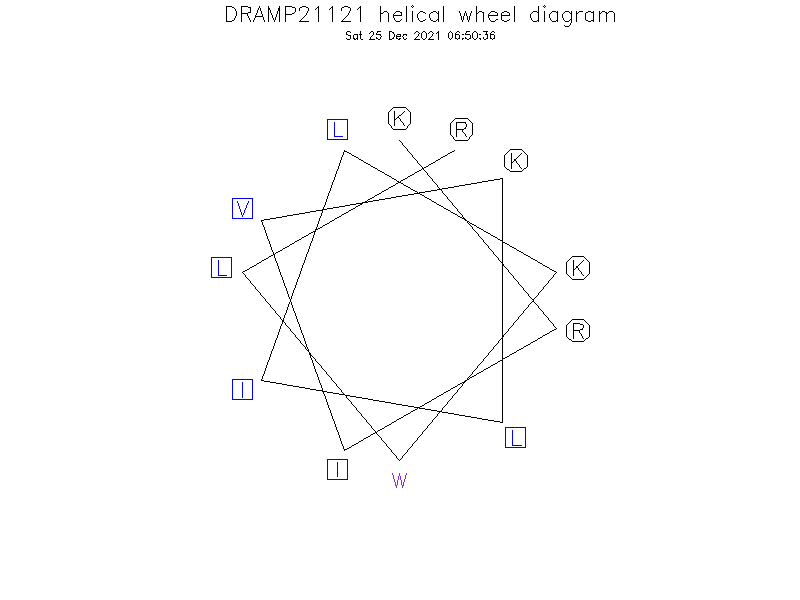 DRAMP21121 helical wheel diagram
Sat 25 Dec 2021 06:50:36
L K R K
V
L K
R
I
L
I
W